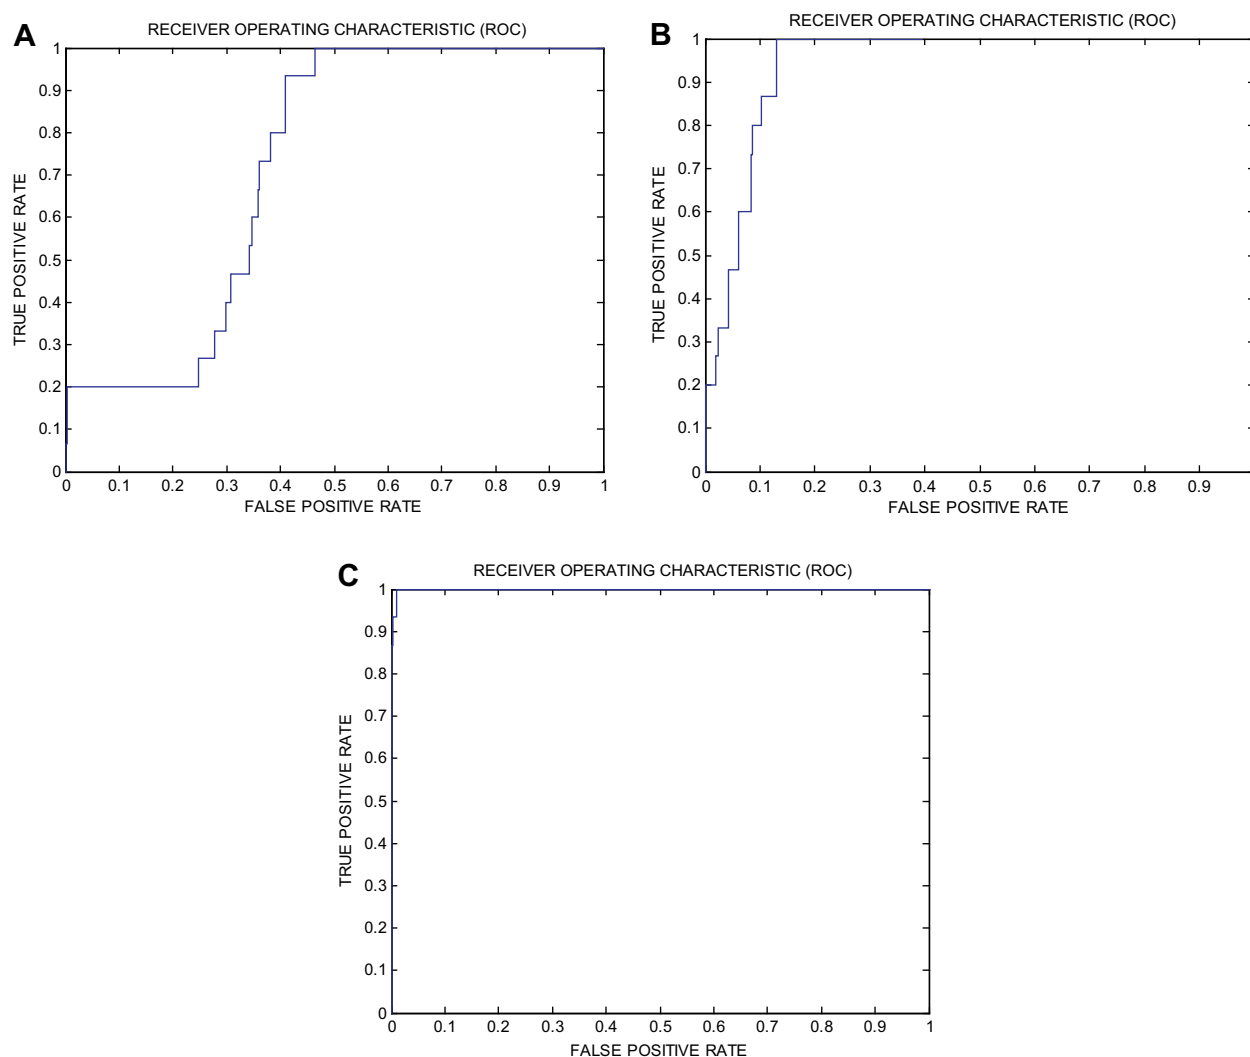 A
RECEIVER OPERATING CHARACTERISTIC (ROC)
1
0.9
0.8
0.7
0.6
0.5
0.4
0.3
0.2
0.1
0
TRUE POSITIVE RATE
0 0.1 0.2 0.3 0.4 0.5 0.6 0.7 0.8 0.9 1
FALSE POSITIVE RATE
B
RECEIVER OPERATING CHARACTERISTIC (ROC)
1
0.9
0.8
0.7
0.6
0.5
0.4
0.3
0.2
0.1
0
TRUE POSITIVE RATE
0 0.1 0.2 0.3 0.4 0.5 0.6 0.7 0.8 0.9
FALSE POSITIVE RATE
C
RECEIVER OPERATING CHARACTERISTIC (ROC)
1
0.9
0.8
0.7
0.6
0.5
0.4
0.3
0.2
0.1
0
TRUE POSITIVE RATE
0 0.1 0.2 0.3 0.4 0.5 0.6 0.7 0.8 0.9 1
FALSE POSITIVE RATE